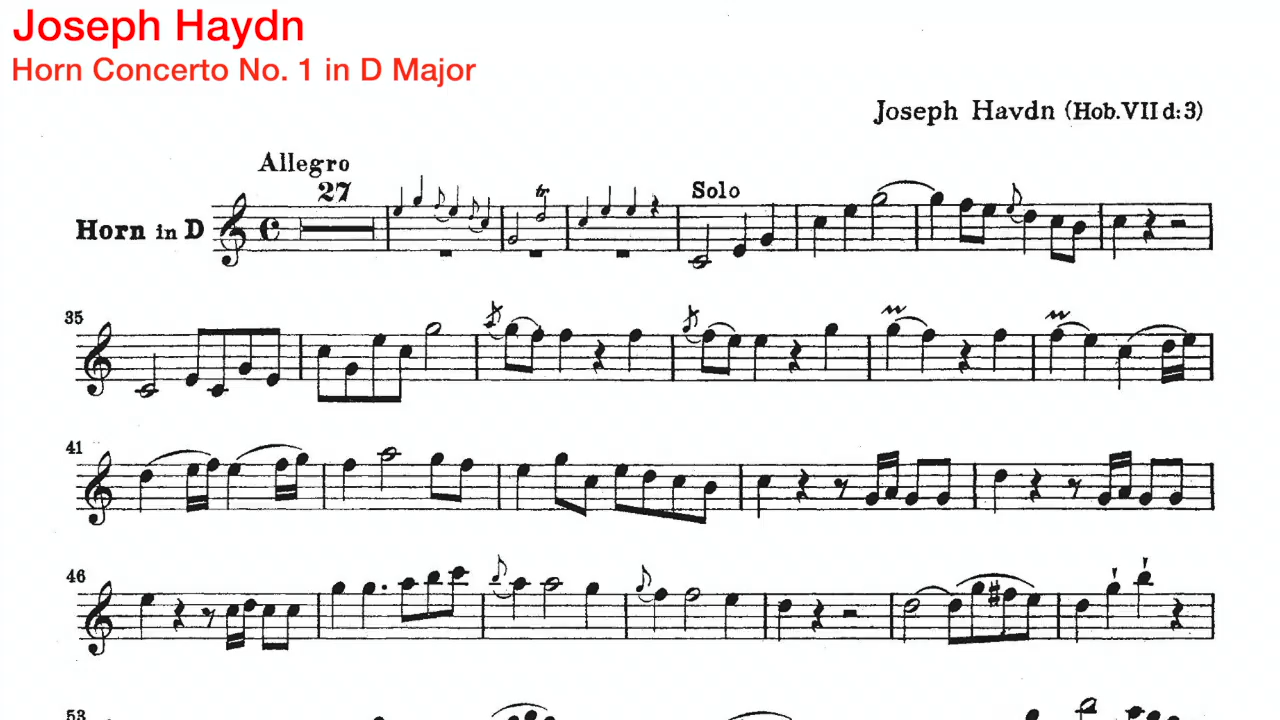 Joseph Haydn
Horn Concerto No. 1 in D Major
Joseph Havdn (Hob.VII d:3)
Allegro
27
tr
Solo
Horn in D
35
41
46
53